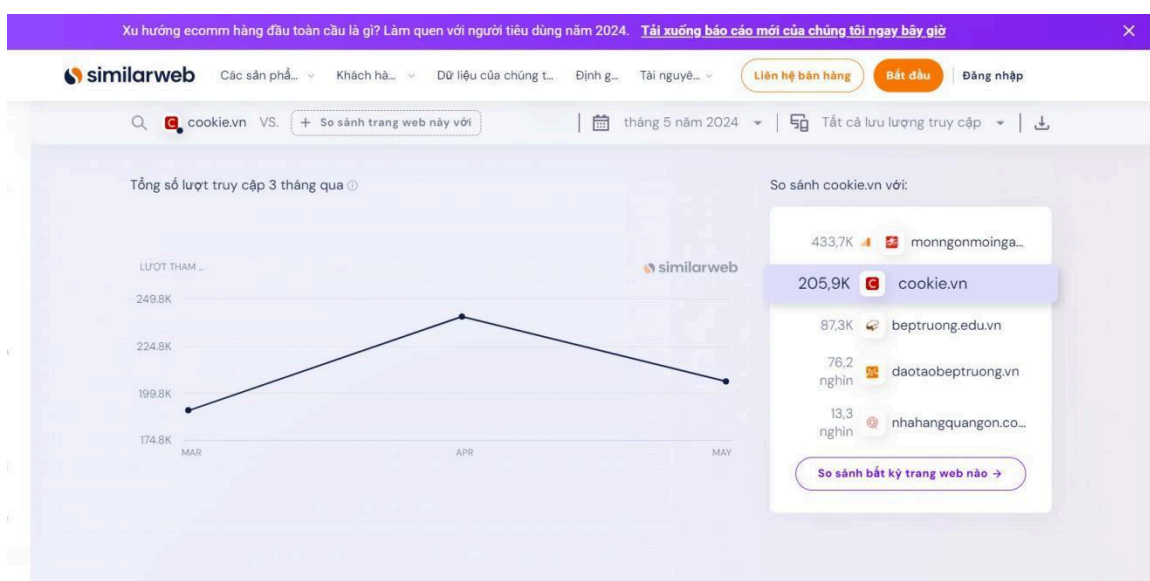 Xu hướng ecomm hàng đầu toàn cầu là gì? Làm quen với người tiêu dùng năm 2024. Tải xuống báo cáo mới của chúng tôi ngay bây giờ
similarweb Các sản phẩ... Khách hà... Dữ liệu của chúng t... Định g... Tài nguyê... Liên hệ bán hàng Bắt đầu Đăng nhập
cookie.vn VS. + So sánh trang web này với tháng 5 năm 2024 Tất cả lưu lượng truy cập
Tổng số lượt truy cập 3 tháng qua
LƯỢT THAM ...
similarweb
249.8K
224.8K
199.8K
174.8K
MAR APR MAY
So sánh cookie.vn với:
433,7K monngonmoinga...
205,9K cookie.vn
87,3K beptruong.edu.vn
76,2 nghìn daotaobeptruong.vn
13,3 nghìn nhahangquangon.co...
So sánh bất kỳ trang web nào →